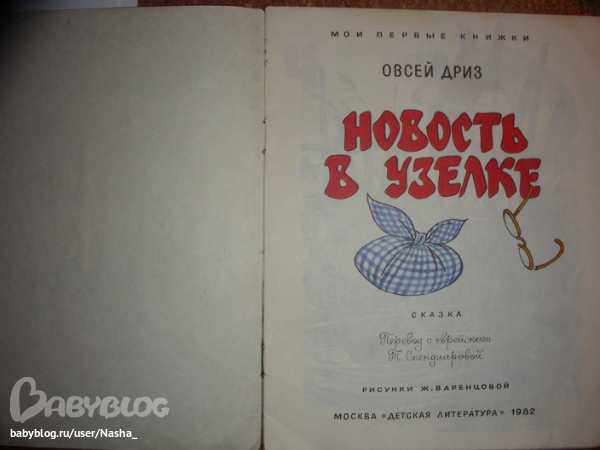 МОИ ПЕРВЫЕ КНИЖКИ
ОВСЕЙ ДРИЗ
НОВОСТЬ
В УЗЕЛКЕ
СКАЗКА
Перевод с еврейского
Т. Спендиаровой
РИСУНКИ Ж. ВАРЕНЦОВОЙ
МОСКВА «ДЕТСКАЯ ЛИТЕРАТУРА» 1982
BABYBLOG
babyblog.ru/user/Nasha_